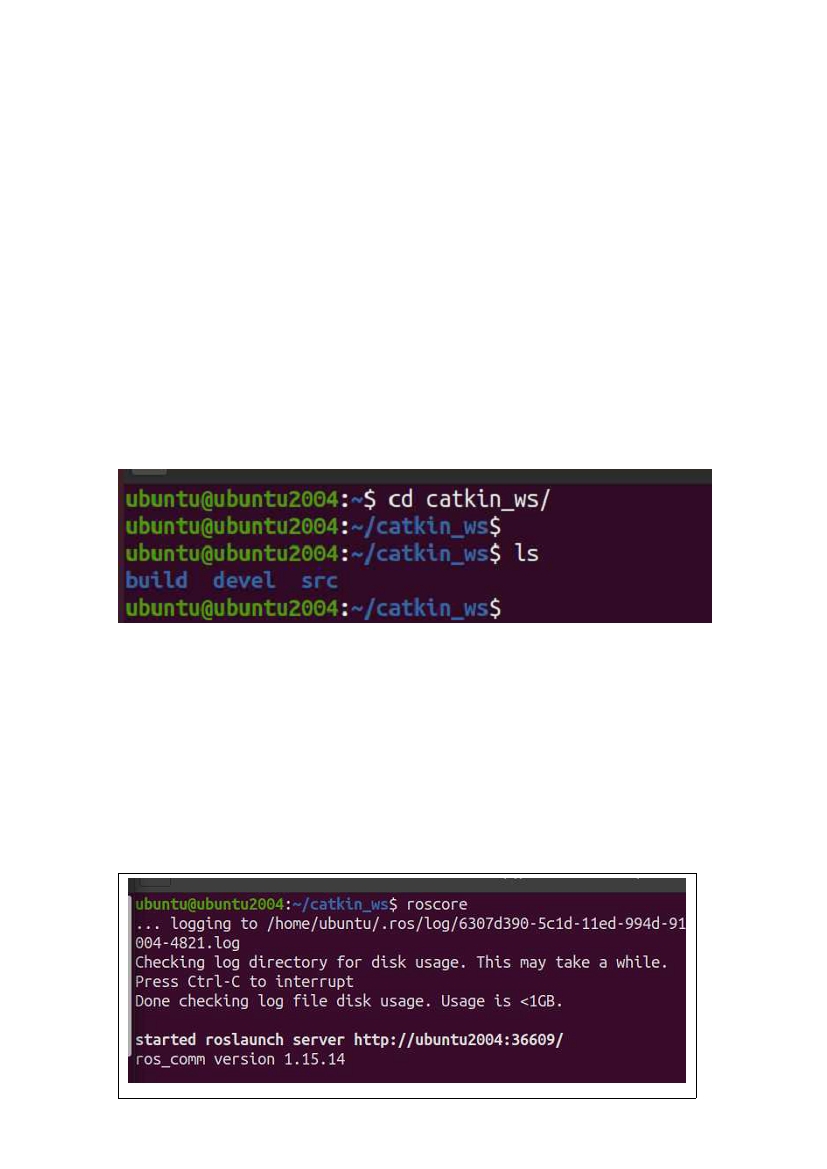 ubuntu@ubuntu2004:~$ cd catkin_ws/
ubuntu@ubuntu2004:~/catkin_ws$
ubuntu@ubuntu2004:~/catkin_ws$ ls
build  devel  src
ubuntu@ubuntu2004:~/catkin_ws$
ubuntu@ubuntu2004:~/catkin_ws$ roscore
... logging to /home/ubuntu/.ros/log/6307d390-5c1d-11ed-994d-91
004-4821.log
Checking log directory for disk usage. This may take a while.
Press Ctrl-C to interrupt
Done checking log file disk usage. Usage is <1GB.
started roslaunch server http://ubuntu2004:36609/
ros_comm version 1.15.14